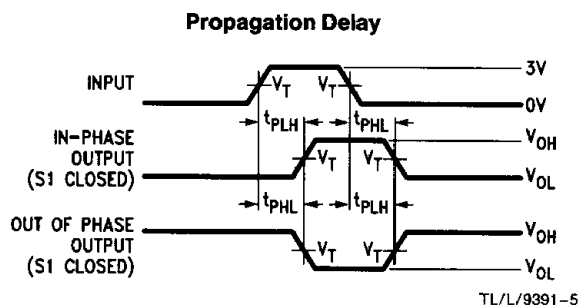 Propagation Delay
INPUT
V_T V_T
3V
0V
t_PLH t_PHL
IN-PHASE
OUTPUT
(S1 CLOSED)
V_T V_T
V_OH
V_OL
t_PHL t_PLH
OUT OF PHASE
OUTPUT
(S1 CLOSED)
V_T V_T
V_OH
V_OL
TL/L/9391-5